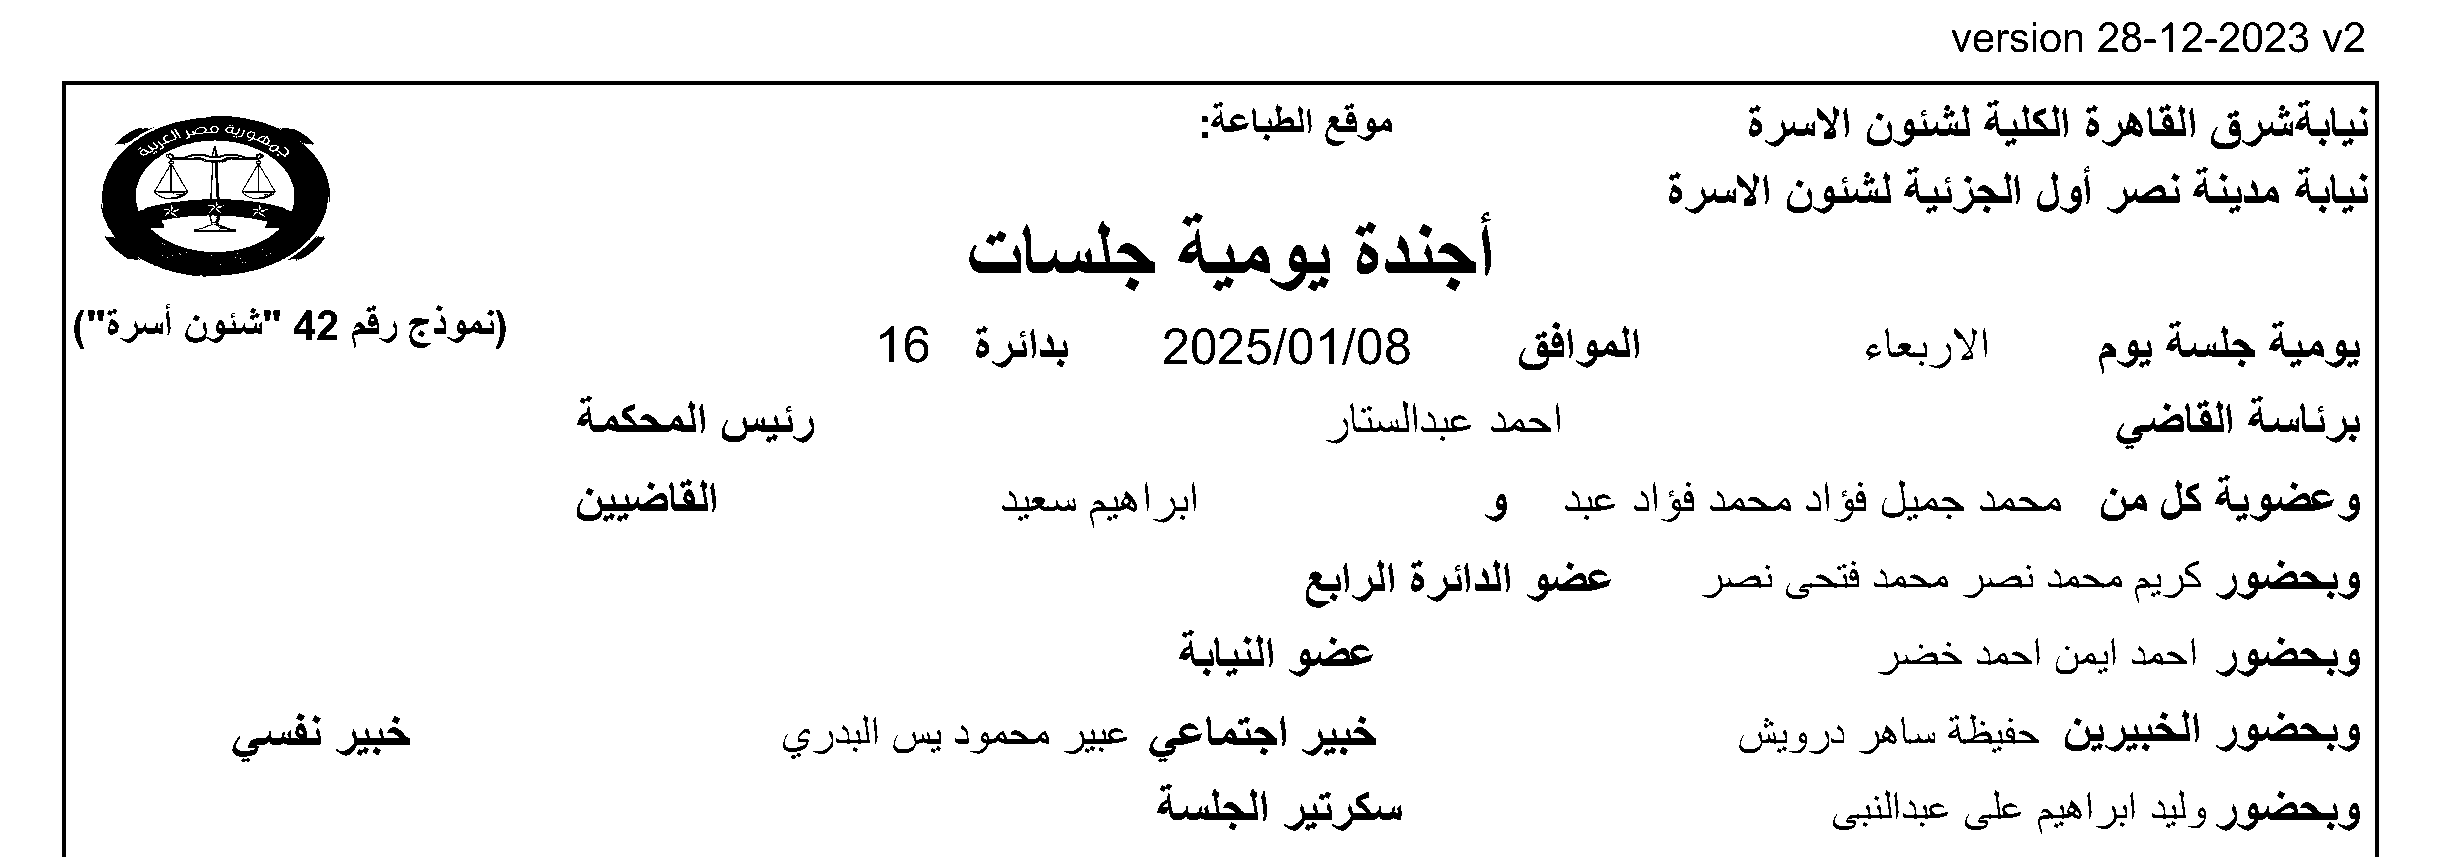 version 28-12-2023 v2
نيابةشرق القاهرة الكلية لشئون الاسرة
موقع الطباعة:
جمهورية مصر العربية
نيابة مدينة نصر أول الجزئية لشئون الاسرة
أجندة يومية جلسات
(نموذج رقم 42 "شئون أسرة")
يومية جلسة يوم الاربعاء الموافق 2025/01/08 بدائرة 16
برئاسة القاضي احمد عبدالستار رئيس المحكمة
وعضوية كل من محمد جميل فؤاد محمد فؤاد عبد و ابراهيم سعيد القاضيين
وبحضور كريم محمد نصر محمد فتحى نصر عضو الدائرة الرابع
وبحضور احمد ايمن احمد خضر عضو النيابة
وبحضور الخبيرين حفيظة ساهر درويش خبير اجتماعي عبير محمود يس البدري خبير نفسي
وبحضور وليد ابراهيم على عبدالنبى سكرتير الجلسة